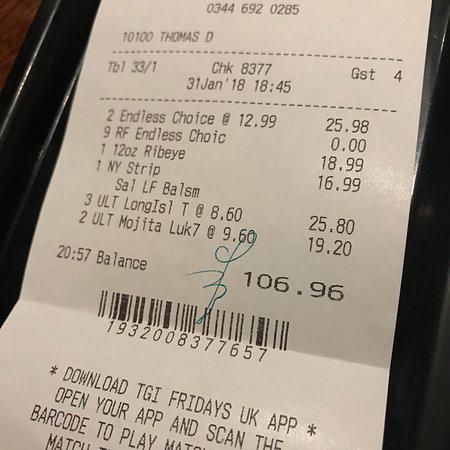 0344 692 0285
10100 THOMAS D
Tbl 33/1 Chk 8377 Gst 4
31Jan'18 18:45
2 Endless Choice @ 12.99 25.98
9 RF Endless Choic 0.00
1 12oz Ribeye 18.99
1 NY Strip 16.99
Sal LF Balsm
3 ULT LongIsl T @ 8.60 25.80
2 ULT Mojita Luk7 @ 9.60 19.20
20:57 Balance 106.96
1932008377657
* DOWNLOAD TGI FRIDAYS UK APP *
OPEN YOUR APP AND SCAN THE
BARCODE TO PLAY